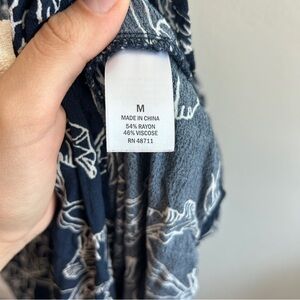 M
MADE IN CHINA
54% RAYON
46% VISCOSE
RN 48711